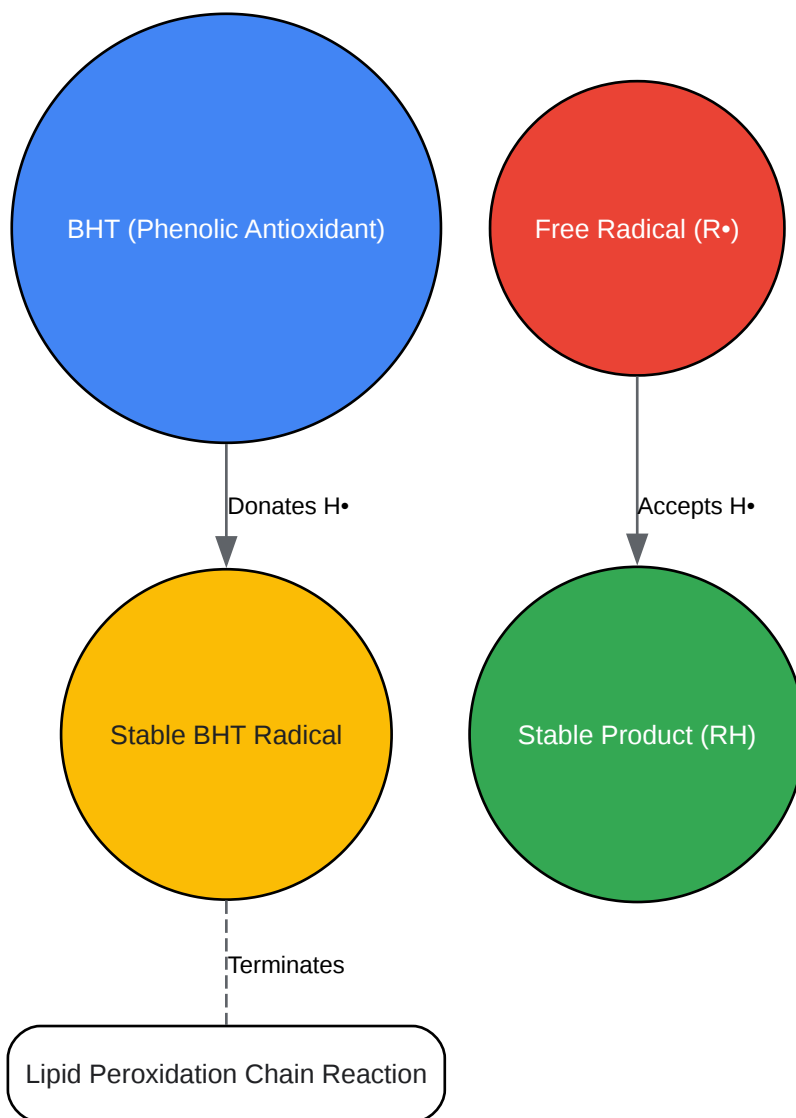 BHT (Phenolic Antioxidant)
Free Radical (R•)
Donates H•
Accepts H•
Stable BHT Radical
Stable Product (RH)
Terminates
Lipid Peroxidation Chain Reaction